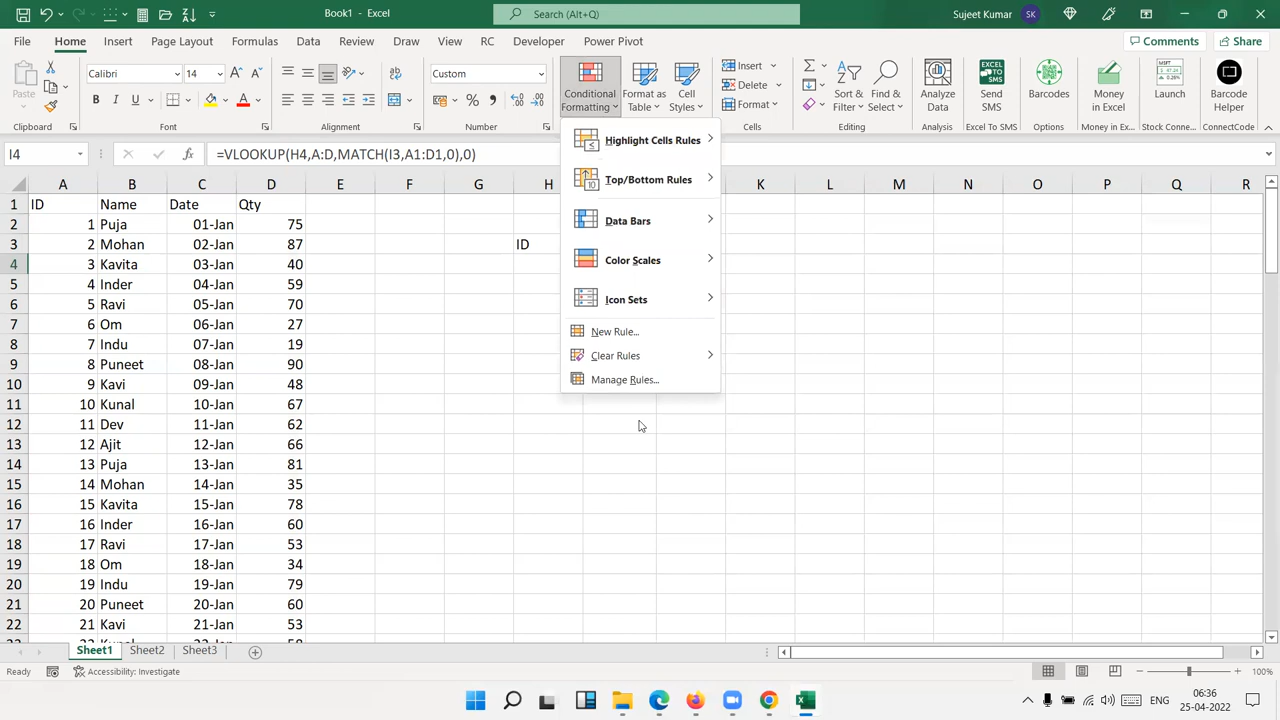 Book1 - Excel
Search (Alt+Q)
Sujeet Kumar
SK
File
Home
Insert
Page Layout
Formulas
Data
Review
Draw
View
RC
Developer
Power Pivot
Comments
Share
Paste
Calibri
14
B I U
Custom
Conditional Formatting
Format as Table
Cell Styles
Insert
Delete
Format
Sort & Filter
Find & Select
Analyze Data
Send SMS
Barcodes
Money in Excel
Launch
Barcode Helper
Clipboard
Font
Alignment
Number
Cells
Editing
Analysis
Excel To SMS
Options
Money in Ex...
Stock Connec...
ConnectCode
I4
=VLOOKUP(H4,A:D,MATCH(I3,A1:D1,0),0)
Highlight Cells Rules
Top/Bottom Rules
Data Bars
Color Scales
Icon Sets
New Rule...
Clear Rules
Manage Rules...
A B C D E F G H K L M N O P Q R
1 ID Name Date Qty
2 1 Puja 01-Jan 75
3 2 Mohan 02-Jan 87 ID
4 3 Kavita 03-Jan 40
5 4 Inder 04-Jan 59
6 5 Ravi 05-Jan 70
7 6 Om 06-Jan 27
8 7 Indu 07-Jan 19
9 8 Puneet 08-Jan 90
10 9 Kavi 09-Jan 48
11 10 Kunal 10-Jan 67
12 11 Dev 11-Jan 62
13 12 Ajit 12-Jan 66
14 13 Puja 13-Jan 81
15 14 Mohan 14-Jan 35
16 15 Kavita 15-Jan 78
17 16 Inder 16-Jan 60
18 17 Ravi 17-Jan 53
19 18 Om 18-Jan 34
20 19 Indu 19-Jan 79
21 20 Puneet 20-Jan 60
22 21 Kavi 21-Jan 53
Sheet1
Sheet2
Sheet3
Ready
Accessibility: Investigate
100%
ENG
06:36
25-04-2022